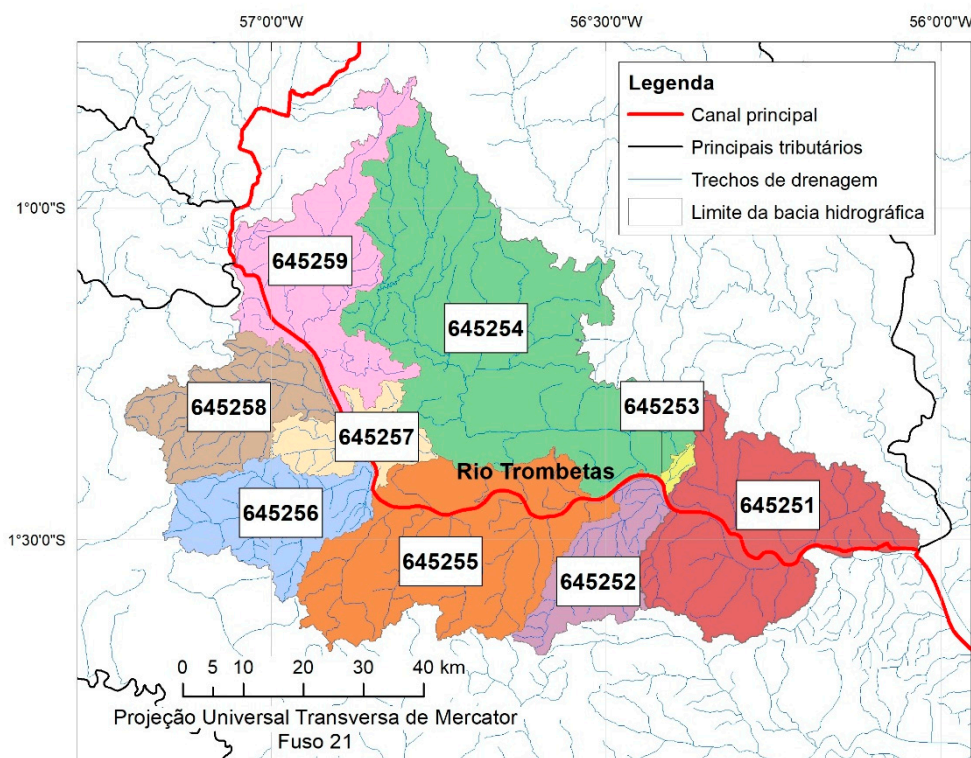 57°0'0"W
56°30'0"W
56°0'0"W
Legenda
Canal principal
Principais tributários
Trechos de drenagem
Limite da bacia hidrográfica
1°0'0"S
645259
645254
645258
645253
645257
Rio Trombetas
645256
645251
1°30'0"S
645255
645252
0 5 10 20 30 40 km
Projeção Universal Transversa de Mercator
Fuso 21